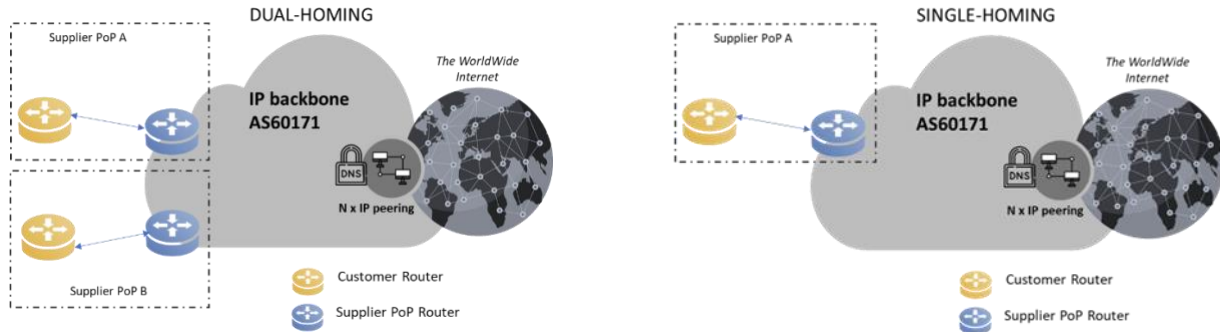 DUAL-HOMING
Supplier PoP A
The WorldWide
Internet
IP backbone
AS60171
DNS
N x IP peering
Supplier PoP B
Customer Router
Supplier PoP Router
SINGLE-HOMING
Supplier PoP A
The WorldWide
Internet
IP backbone
AS60171
DNS
N x IP peering
Customer Router
Supplier PoP Router